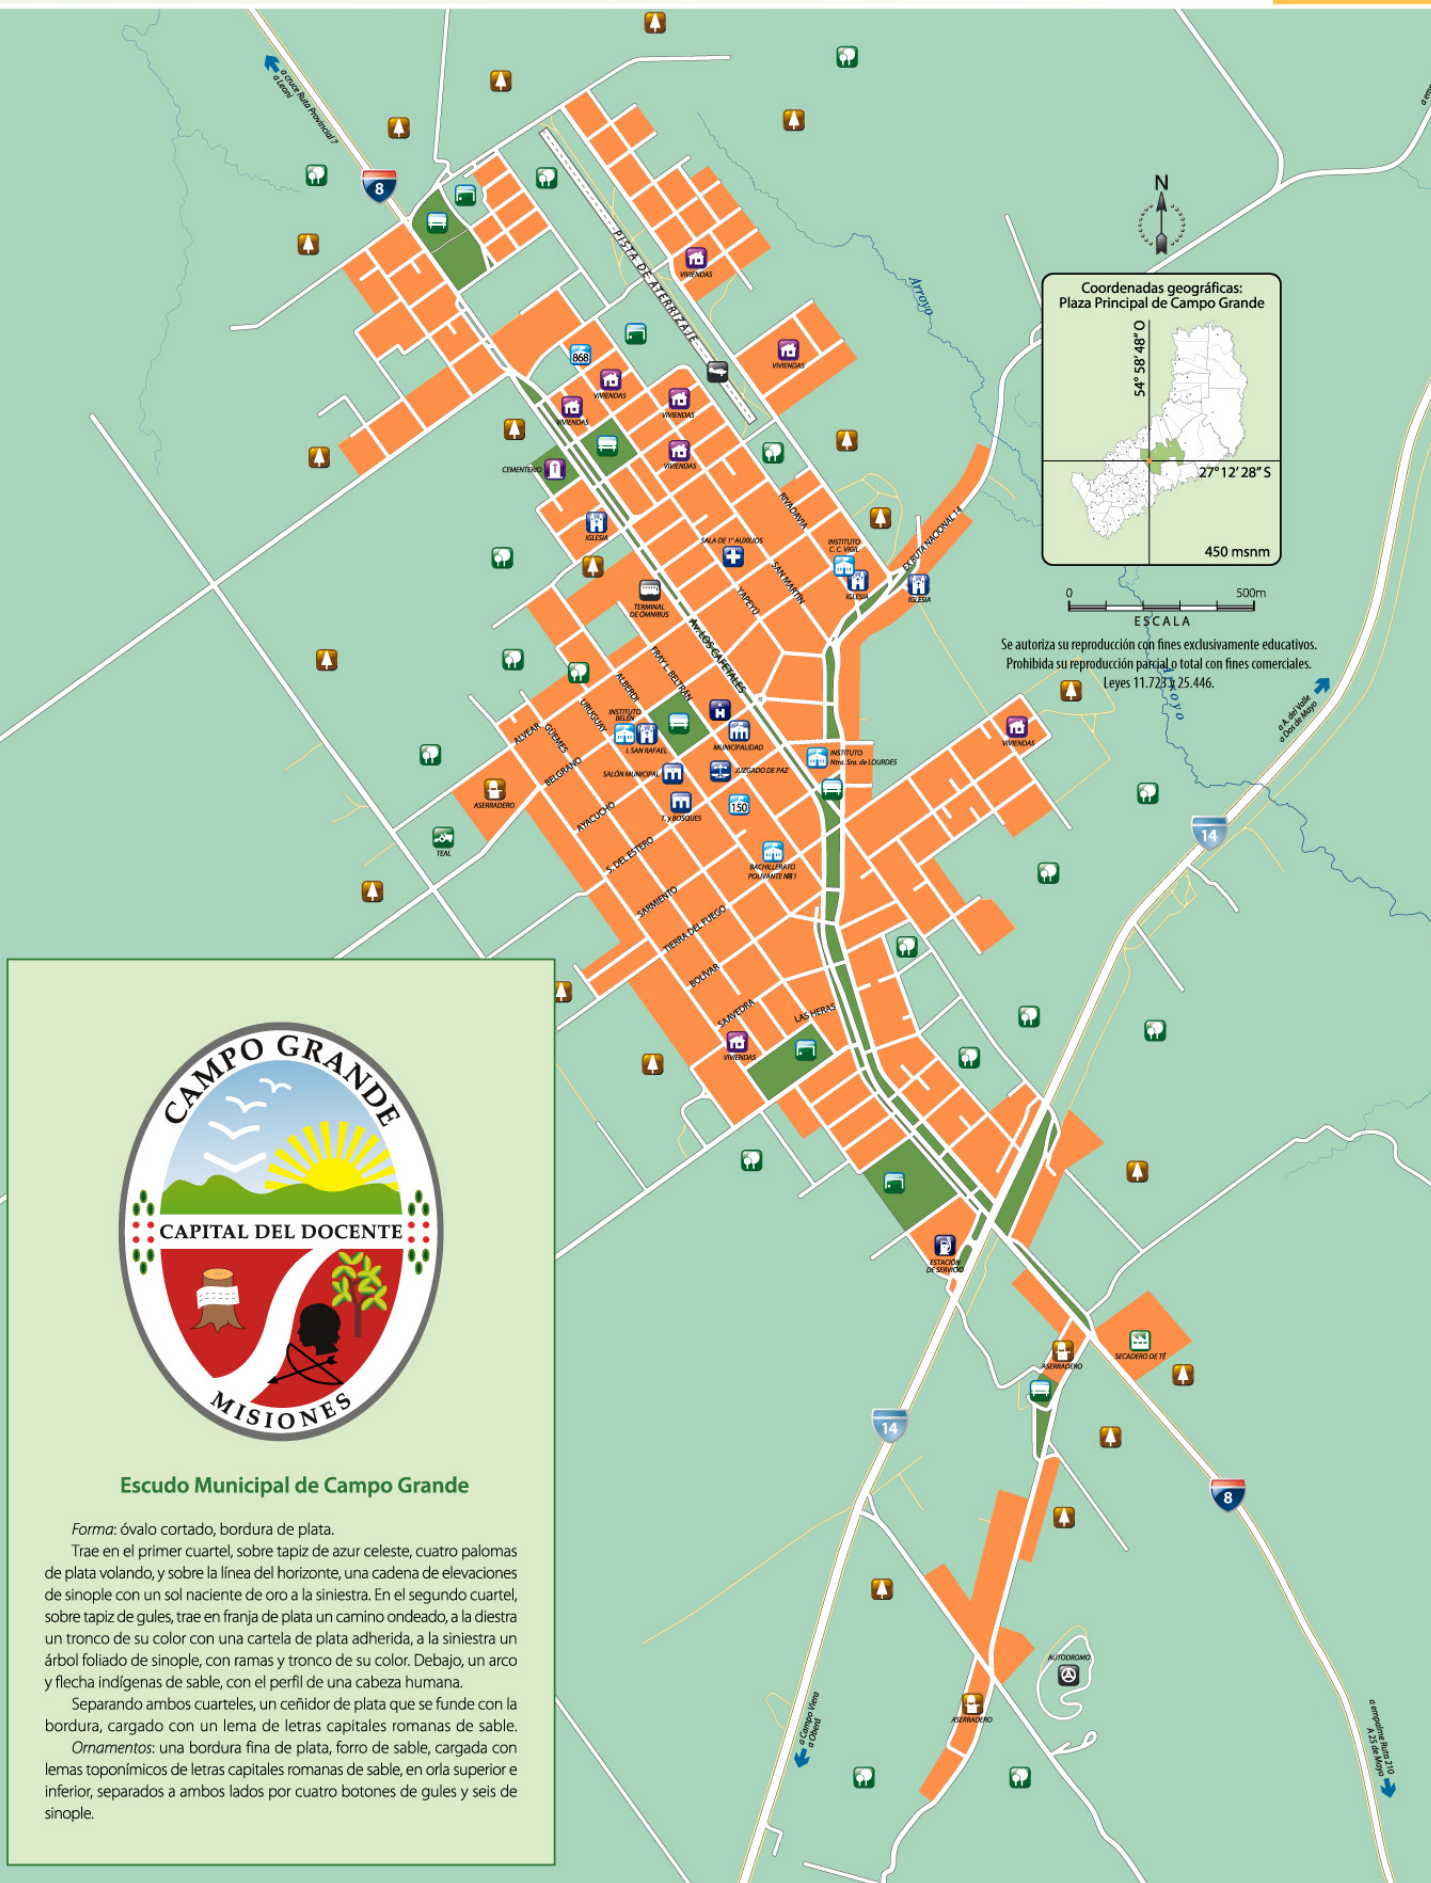 a cruce Ruta Provincial 7
a Leoni
8
PISTA DE ATERRIZAJE
VIVIENDAS
Arroyo
N
Coordenadas geográficas:
Plaza Principal de Campo Grande
54° 58' 48" O
27° 12' 28" S
450 msnm
0 500m
ESCALA
Se autoriza su reproducción con fines exclusivamente educativos.
Prohibida su reproducción parcial o total con fines comerciales.
Leyes 11.723 y 25.446.
Arroyo
a A. del Valle
a Dos de Mayo
VIVIENDAS
868
VIVIENDAS
VIVIENDAS
VIVIENDAS
VIVIENDAS
CEMENTERIO
IGLESIA
RIVADAVIA
SALA DE 1° AUXILIOS
INSTITUTO
C. C. VIGIL
IGLESIA
IGLESIA
EX RUTA NACIONAL 14
SAN MARTÍN
YAPEYÚ
TERMINAL
DE ÓMNIBUS
Av. LOS CAFETALES
FRAY L. BELTRÁN
ALBERDI
URUGUAY
GÜEMES
ALVEAR
BELGRANO
INSTITUTO
BELÉN
I. SAN RAFAEL
MUNICIPALIDAD
SALÓN MUNICIPAL
JUZGADO DE PAZ
T. y BOSQUES
150
INSTITUTO
Ntra. Sra. de LOURDES
VIVIENDAS
14
ASERRADERO
TEAL
AYACUCHO
S. DEL ESTERO
BACHILLERATO
POLIVANTE Nº 1
SARMIENTO
TIERRA DEL FUEGO
BOLÍVAR
SAAVEDRA
LAS HERAS
VIVIENDAS
ESTACIÓN
DE SERVICIO
ASERRADERO
SECADERO DE TÉ
14
8
AUTÓDROMO
ASERRADERO
a Campo Viera
a Oberá
a empalme Ruta 210
A 25 de Mayo
CAMPO GRANDE
CAPITAL DEL DOCENTE
MISIONES
Escudo Municipal de Campo Grande
Forma: óvalo cortado, bordura de plata.
Trae en el primer cuartel, sobre tapiz de azur celeste, cuatro palomas
de plata volando, y sobre la línea del horizonte, una cadena de elevaciones
de sinople con un sol naciente de oro a la siniestra. En el segundo cuartel,
sobre tapiz de gules, trae en franja de plata un camino ondeado, a la diestra
un tronco de su color con una cartela de plata adherida, a la siniestra un
árbol foliado de sinople, con ramas y tronco de su color. Debajo, un arco
y flecha indígenas de sable, con el perfil de una cabeza humana.
Separando ambos cuarteles, un ceñidor de plata que se funde con la
bordura, cargado con un lema de letras capitales romanas de sable.
Ornamentos: una bordura fina de plata, forro de sable, cargada con
lemas toponímicos de letras capitales romanas de sable, en orla superior e
inferior, separados a ambos lados por cuatro botones de gules y seis de
sinople.